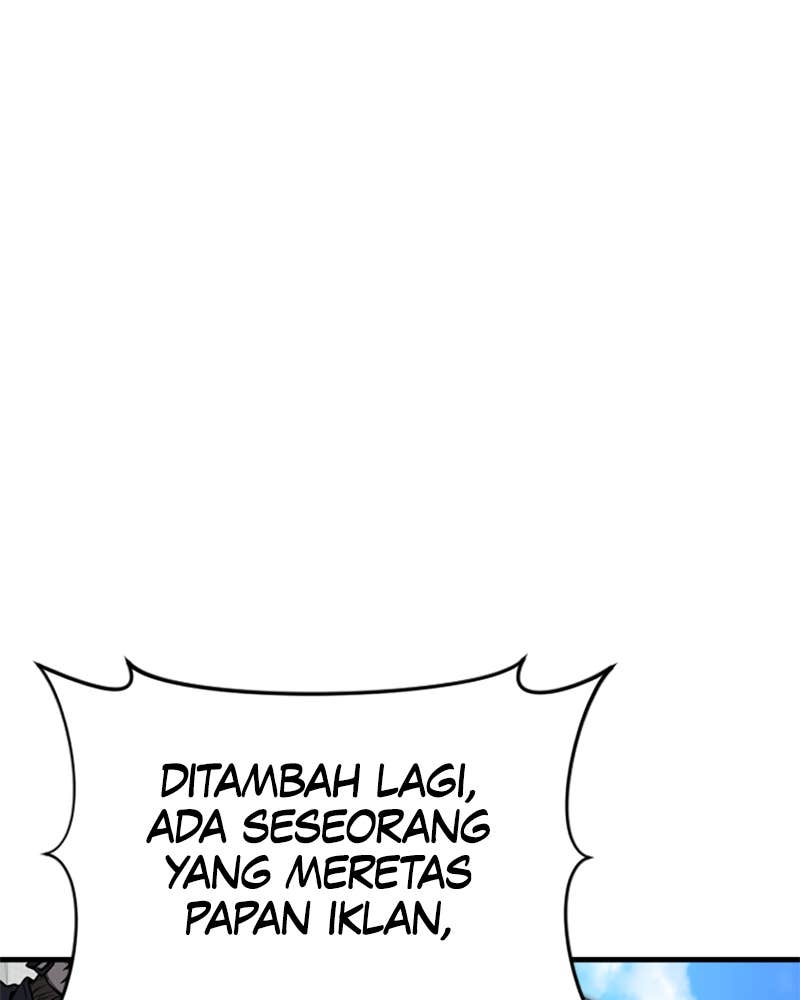 DITAMBAH LAGI,
ADA SESEORANG
YANG MERETAS
PAPAN IKLAN,